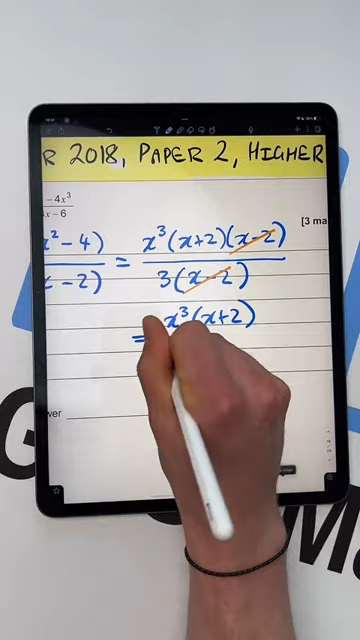 R 2018, PAPER 2, HIGHER
- 4x³
x - 6
[3 ma
x² - 4) = x³(x+2)(x-2)
x - 2) 3(x-2)
= x³(x+2)
wer